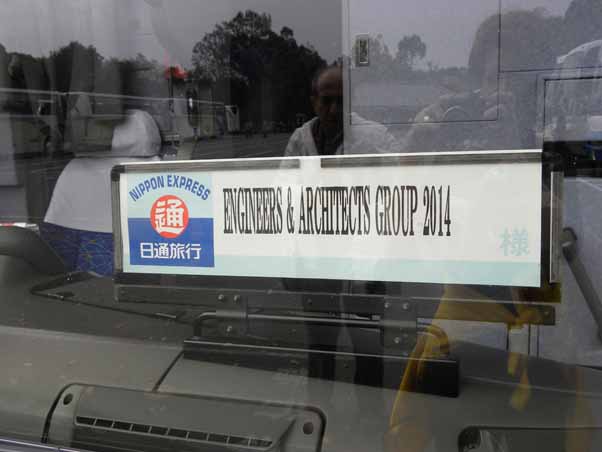 NIPPON EXPRESS
通
日通旅行
ENGINEERS & ARCHITECTS GROUP 2014
様